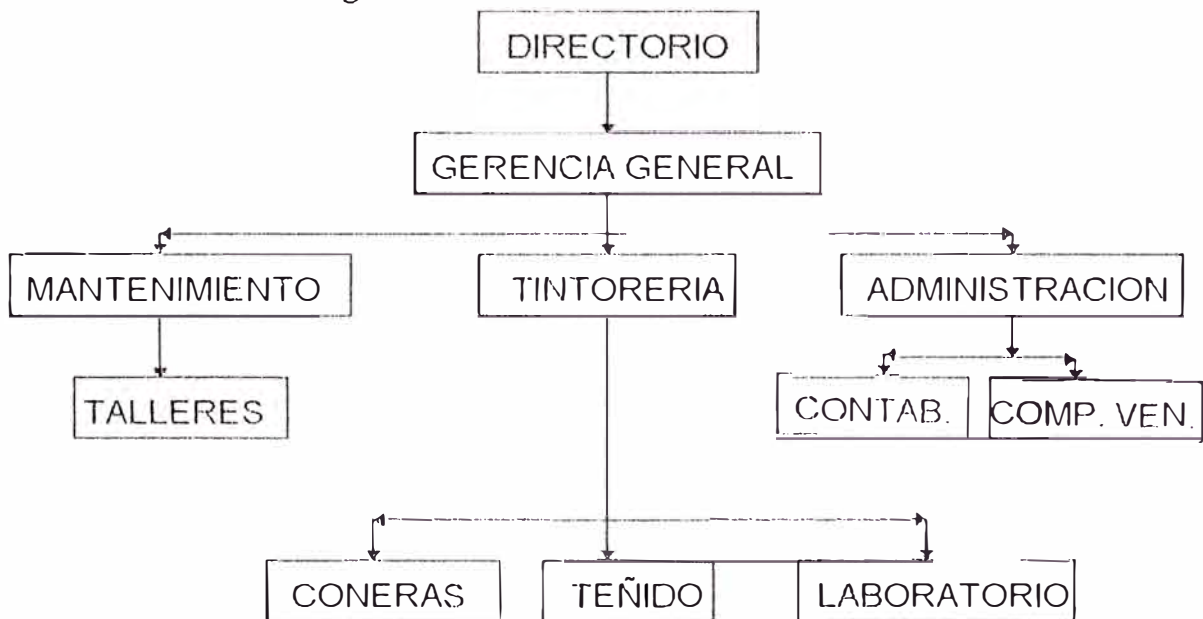 DIRECTORIO
GERENCIA GENERAL
MANTENIMIENTO
TINTORERIA
ADMINISTRACION
TALLERES
CONTAB.
COMP. VEN.
CONERAS
TEÑIDO
LABORATORIO